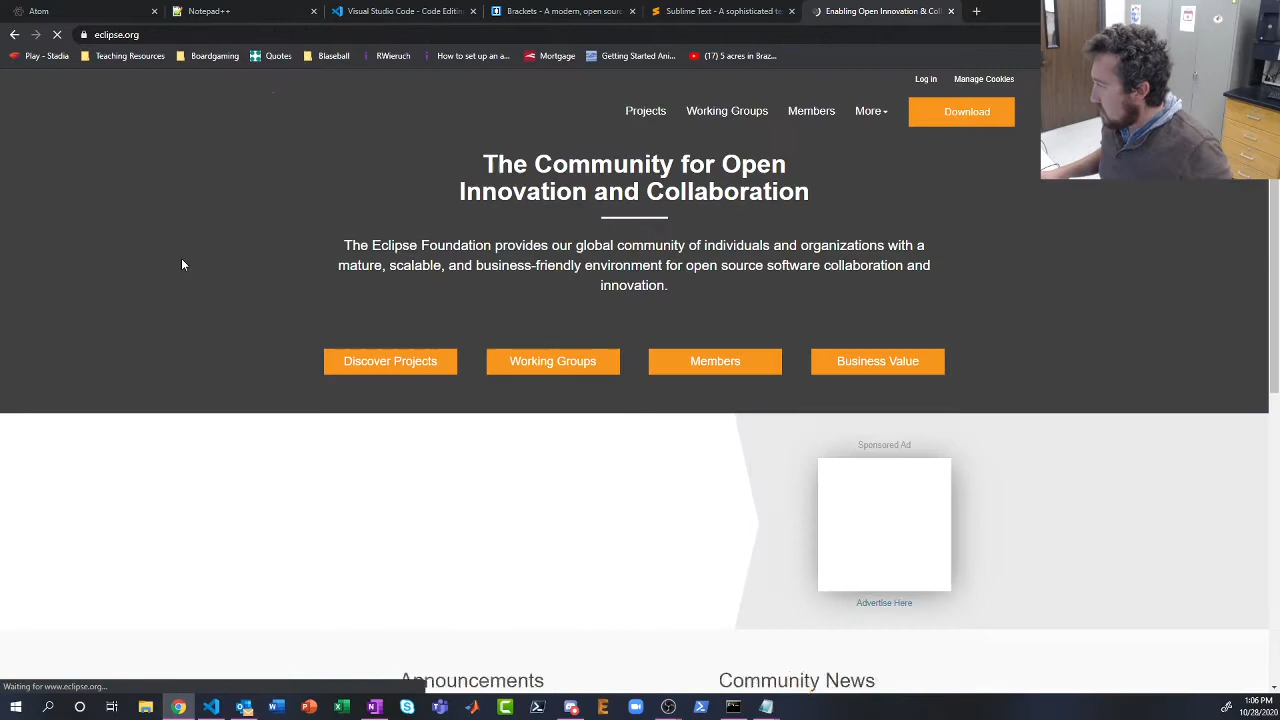 Atom
Notepad++
Visual Studio Code - Code Editin
Brackets - A modern, open sourc
Sublime Text - A sophisticated te
Enabling Open Innovation & Coll
eclipse.org
Play - Stadia
Teaching Resources
Boardgaming
Quotes
Blaseball
RWieruch
How to set up an a...
Mortgage
Getting Started Ani...
(17) 5 acres in Braz...
Log in
Manage Cookies
Projects
Working Groups
Members
More
Download
The Community for Open
Innovation and Collaboration
The Eclipse Foundation provides our global community of individuals and organizations with a
mature, scalable, and business-friendly environment for open source software collaboration and
innovation.
Discover Projects
Working Groups
Members
Business Value
Sponsored Ad
Advertise Here
Announcements
Community News
Waiting for www.eclipse.org...
1:06 PM
10/28/2020